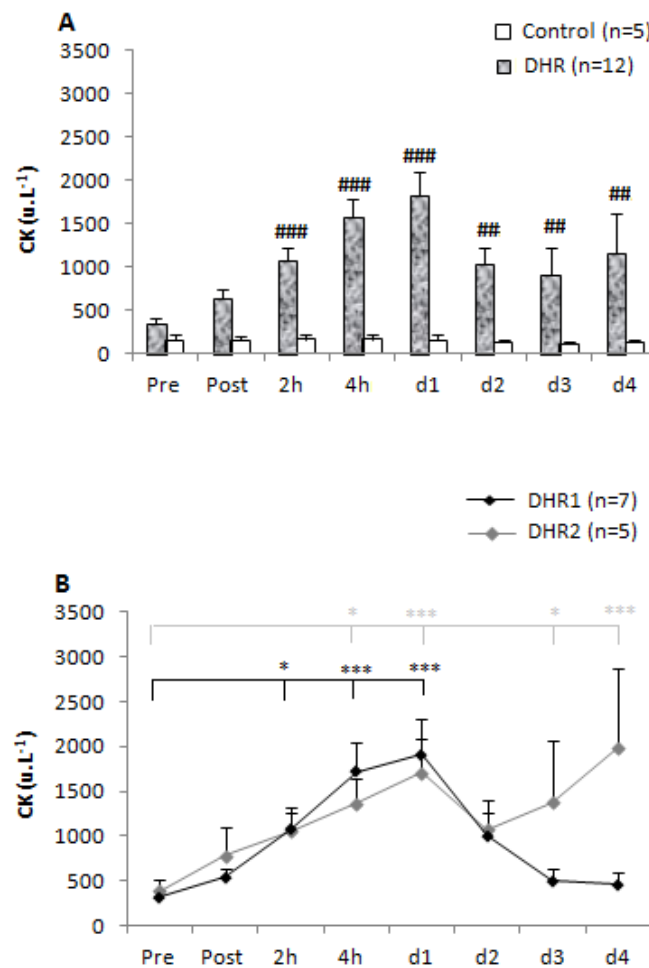 A
Control (n=5)
DHR (n=12)
3500
3000
2500
2000
1500
1000
500
0
CK (u.L-1)
###
###
###
##
##
##
Pre Post 2h 4h d1 d2 d3 d4
DHR1 (n=7)
DHR2 (n=5)
B
3500
3000
2500
2000
1500
1000
500
0
CK (u.L-1)
* *** * ***
* *** ***
Pre Post 2h 4h d1 d2 d3 d4